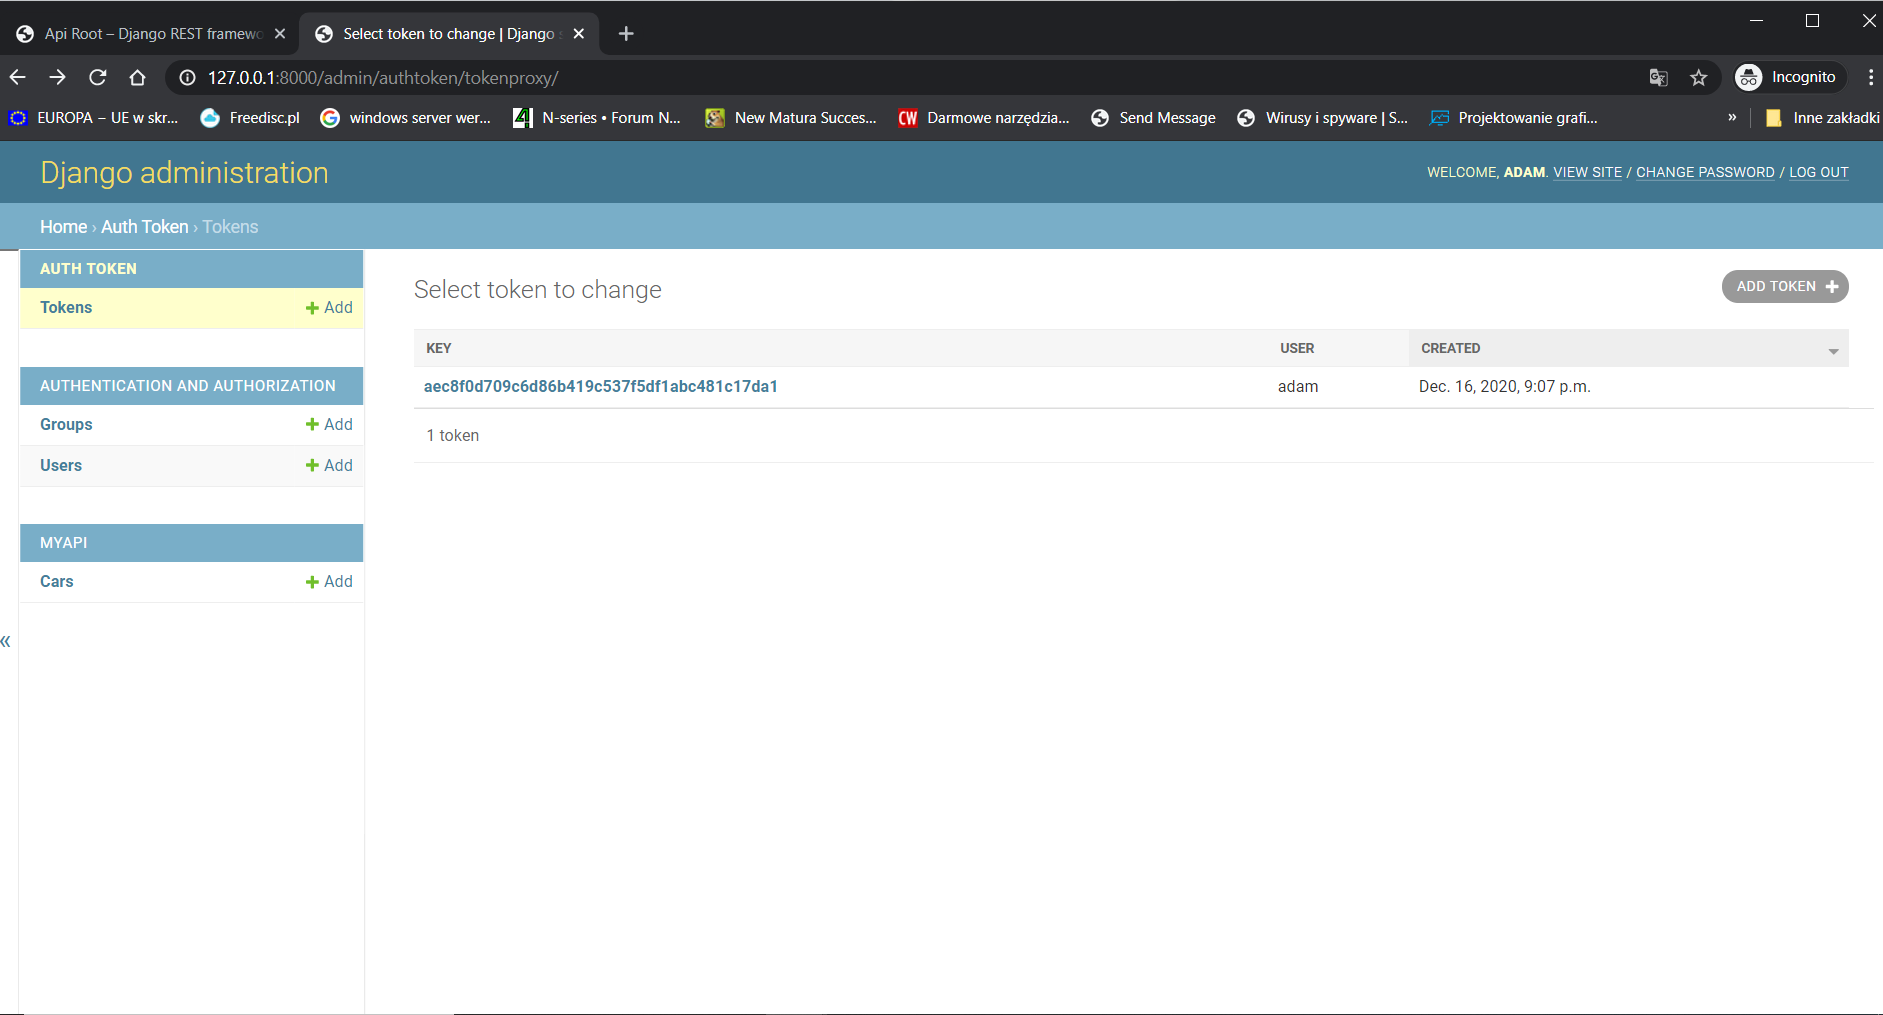 Api Root – Django REST framewo
Select token to change | Django s
127.0.0.1:8000/admin/authtoken/tokenproxy/
Incognito
EUROPA – UE w skr...
Freedisc.pl
windows server wer...
N-series • Forum N...
New Matura Succes...
CW
Darmowe narzędzia...
Send Message
Wirusy i spyware | S...
Projektowanie grafi...
»
Inne zakładki
Django administration
WELCOME, ADAM. VIEW SITE / CHANGE PASSWORD / LOG OUT
Home › Auth Token › Tokens
AUTH TOKEN
Tokens
Add
AUTHENTICATION AND AUTHORIZATION
Groups
Add
Users
Add
MYAPI
Cars
Add
«
Select token to change
ADD TOKEN
KEY USER CREATED
aec8f0d709c6d86b419c537f5df1abc481c17da1 adam Dec. 16, 2020, 9:07 p.m.
1 token